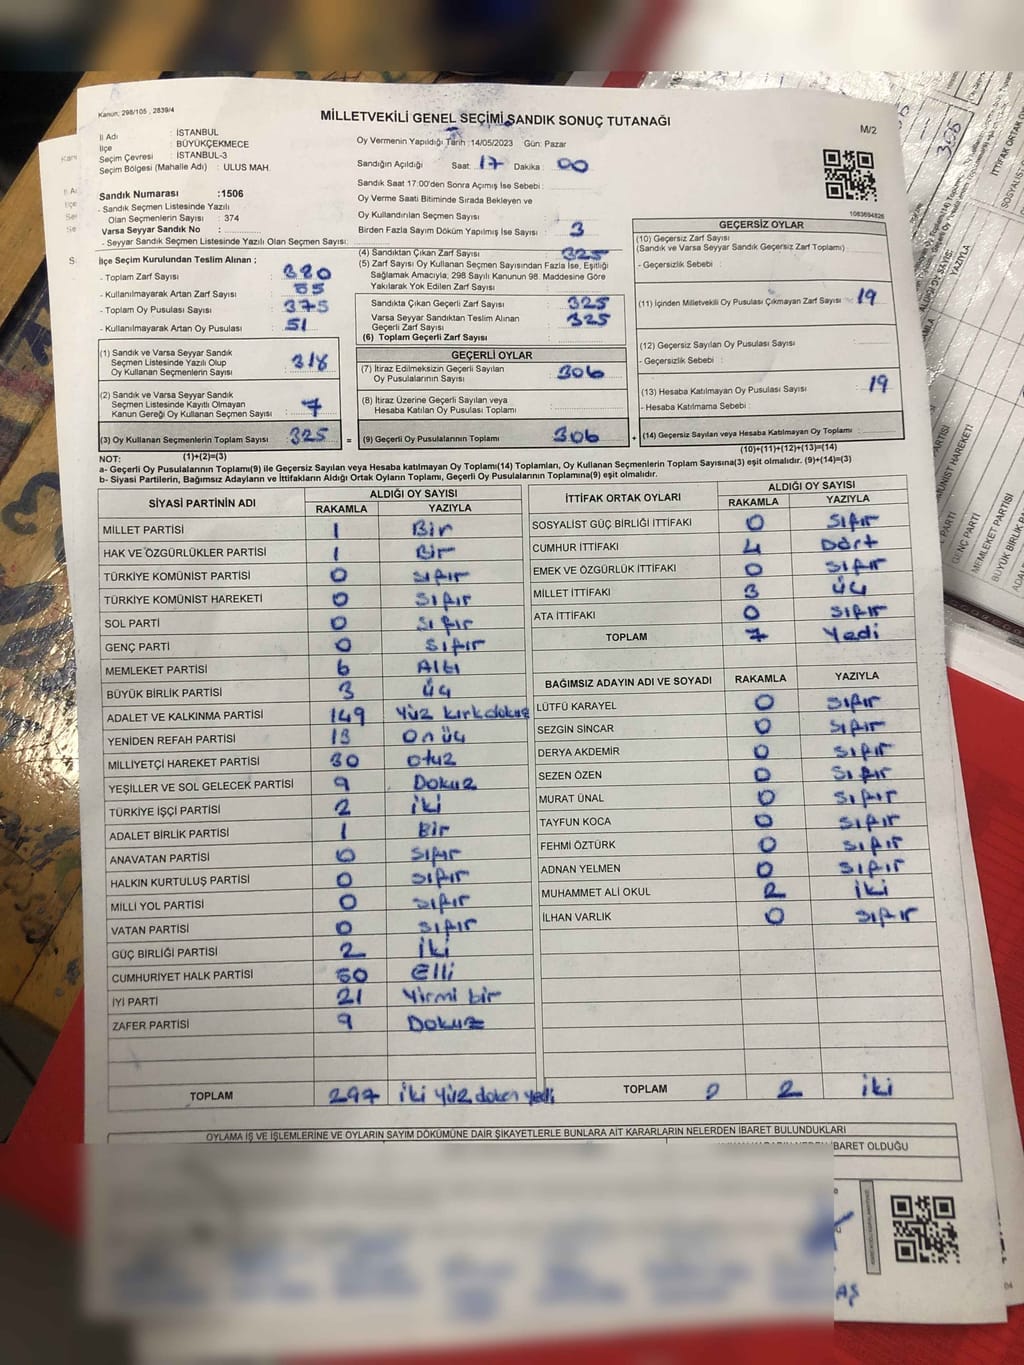 Kanun: 298/105 , 2839/4
MİLLETVEKİLİ GENEL SEÇİMİ SANDIK SONUÇ TUTANAĞI
M/2
İl Adı : İSTANBUL
İlçe : BÜYÜKÇEKMECE
Seçim Çevresi : İSTANBUL-3
Seçim Bölgesi (Mahalle Adı) : ULUS MAH.
Oy Vermenin Yapıldığı Tarih :14/05/2023 Gün: Pazar
Sandığın Açıldığı Saat: 17 Dakika 00
Sandık Saat 17:00'den Sonra Açımış İse Sebebi :
Oy Verme Saati Bitiminde Sırada Bekleyen ve
Oy Kullandırılan Seçmen Sayısı :
Birden Fazla Sayım Döküm Yapılmış İse Sayısı : 3
1083694826
Sandık Numarası :1506
- Sandık Seçmen Listesinde Yazılı
Olan Seçmenlerin Sayısı : 374
Varsa Seyyar Sandık No :
- Seyyar Sandık Seçmen Listesinde Yazılı Olan Seçmen Sayısı:
İlçe Seçim Kurulundan Teslim Alınan :
- Toplam Zarf Sayısı : 380
- Kullanılmayarak Artan Zarf Sayısı : 55
- Toplam Oy Pusulası Sayısı : 375
- Kullanılmayarak Artan Oy Pusulası : 51
(4) Sandıktan Çıkan Zarf Sayısı : 325
(5) Zarf Sayısı Oy Kullanan Seçmen Sayısından Fazla İse, Eşitliği
Sağlamak Amacıyla, 298 Sayılı Kanunun 98. Maddesine Göre
Yakılarak Yok Edilen Zarf Sayısı :
Sandıkta Çıkan Geçerli Zarf Sayısı : 325
Varsa Seyyar Sandıktan Teslim Alınan
Geçerli Zarf Sayısı : 325
(6) Toplam Geçerli Zarf Sayısı :
GEÇERSİZ OYLAR
(10) Geçersiz Zarf Sayısı
(Sandık ve Varsa Seyyar Sandık Geçersiz Zarf Toplamı)
- Geçersizlik Sebebi :
(11) İçinden Milletvekili Oy Pusulası Çıkmayan Zarf Sayısı : 19
(12) Geçersiz Sayılan Oy Pusulası Sayısı :
- Geçersizlik Sebebi :
(13) Hesaba Katılmayan Oy Pusulası Sayısı : 19
- Hesaba Katılmama Sebebi :
(14) Geçersiz Sayılan veya Hesaba Katılmayan Oy Toplamı :
(10)+(11)+(12)+(13)=(14)
(1) Sandık ve Varsa Seyyar Sandık
Seçmen Listesinde Yazılı Olup
Oy Kullanan Seçmenlerin Sayısı : 318
(2) Sandık ve Varsa Seyyar Sandık
Seçmen Listesinde Kayıtlı Olmayan
Kanun Gereği Oy Kullanan Seçmen Sayısı : 7
(3) Oy Kullanan Seçmenlerin Toplam Sayısı : 325 =
(1)+(2)=(3)
GEÇERLİ OYLAR
(7) İtiraz Edilmeksizin Geçerli Sayılan
Oy Pusulalarının Sayısı : 306
(8) İtiraz Üzerine Geçerli Sayılan veya
Hesaba Katılan Oy Pusulası Toplamı :
(9) Geçerli Oy Pusulalarının Toplamı : 306 +
NOT:
a- Geçerli Oy Pusulalarının Toplamı(9) ile Geçersiz Sayılan veya Hesaba katılmayan Oy Toplamı(14) Toplamları, Oy Kullanan Seçmenlerin Toplam Sayısına(3) eşit olmalıdır. (9)+(14)=(3)
b- Siyasi Partilerin, Bağımsız Adayların ve İttifakların Aldığı Ortak Oyların Toplamı, Geçerli Oy Pusulalarının Toplamına(9) eşit olmalıdır.
SİYASİ PARTİNİN ADI ALDIĞI OY SAYISI
RAKAMLA YAZIYLA
MİLLET PARTİSİ 1 Bir
HAK VE ÖZGÜRLÜKLER PARTİSİ 1 Bir
TÜRKİYE KOMÜNİST PARTİSİ 0 sıfır
TÜRKİYE KOMÜNİST HAREKETİ 0 sıfır
SOL PARTİ 0 sıfır
GENÇ PARTİ 0 sıfır
MEMLEKET PARTİSİ 6 Altı
BÜYÜK BİRLİK PARTİSİ 3 üç
ADALET VE KALKINMA PARTİSİ 149 yüz kırk dokuz
YENİDEN REFAH PARTİSİ 13 onüç
MİLLİYETÇİ HAREKET PARTİSİ 30 otuz
YEŞİLLER VE SOL GELECEK PARTİSİ 9 Dokuz
TÜRKİYE İŞÇİ PARTİSİ 2 iki
ADALET BİRLİK PARTİSİ 1 Bir
ANAVATAN PARTİSİ 0 sıfır
HALKIN KURTULUŞ PARTİSİ 0 sıfır
MİLLİ YOL PARTİSİ 0 sıfır
VATAN PARTİSİ 0 sıfır
GÜÇ BİRLİĞİ PARTİSİ 2 İki
CUMHURİYET HALK PARTİSİ 50 Elli
İYİ PARTİ 21 Yirmi bir
ZAFER PARTİSİ 9 Dokuz
TOPLAM 297 iki yüz doksan yedi
İTTİFAK ORTAK OYLARI ALDIĞI OY SAYISI
RAKAMLA YAZIYLA
SOSYALİST GÜÇ BİRLİĞİ İTTİFAKI 0 sıfır
CUMHUR İTTİFAKI 4 Dört
EMEK VE ÖZGÜRLÜK İTTİFAKI 0 sıfır
MİLLET İTTİFAKI 3 üç
ATA İTTİFAKI 0 sıfır
TOPLAM 7 Yedi
BAĞIMSIZ ADAYIN ADI VE SOYADI RAKAMLA YAZIYLA
LÜTFÜ KARAYEL 0 sıfır
SEZGİN SİNCAR 0 sıfır
DERYA AKDEMİR 0 sıfır
SEZEN ÖZEN 0 sıfır
MURAT ÜNAL 0 sıfır
TAYFUN KOCA 0 sıfır
FEHMİ ÖZTÜRK 0 sıfır
ADNAN YELMEN 0 sıfır
MUHAMMET ALİ OKUL 2 iki
İLHAN VARLIK 0 sıfır
TOPLAM 2 iki
OYLAMA İŞ VE İŞLEMLERİNE VE OYLARIN SAYIM DÖKÜMÜNE DAİR ŞİKAYETLERLE BUNLARA AİT KARARLARIN NELERDEN İBARET BULUNDUKLARI
İBARET OLDUĞU
305
İTTİFAK ORTAK
YAZIYLA
GENÇ PARTİ
MEMLEKET PARTİSİ